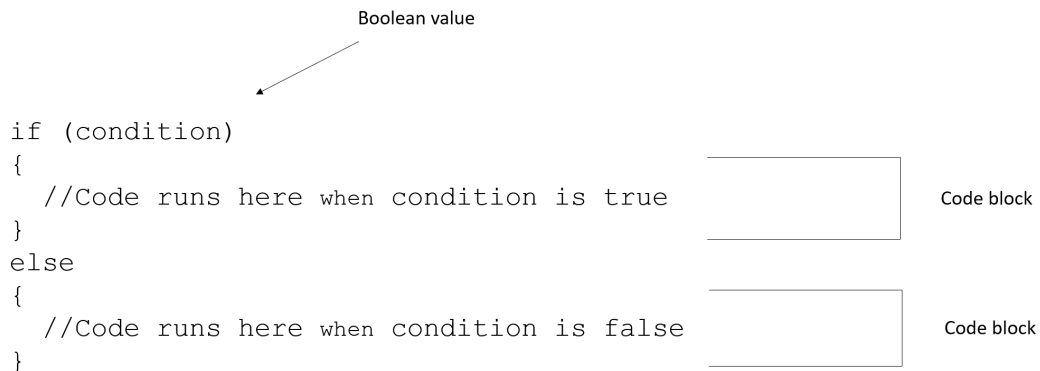 Boolean value
if (condition)
{
//Code runs here when condition is true
}
Code block
else
{
//Code runs here when condition is false
}
Code block